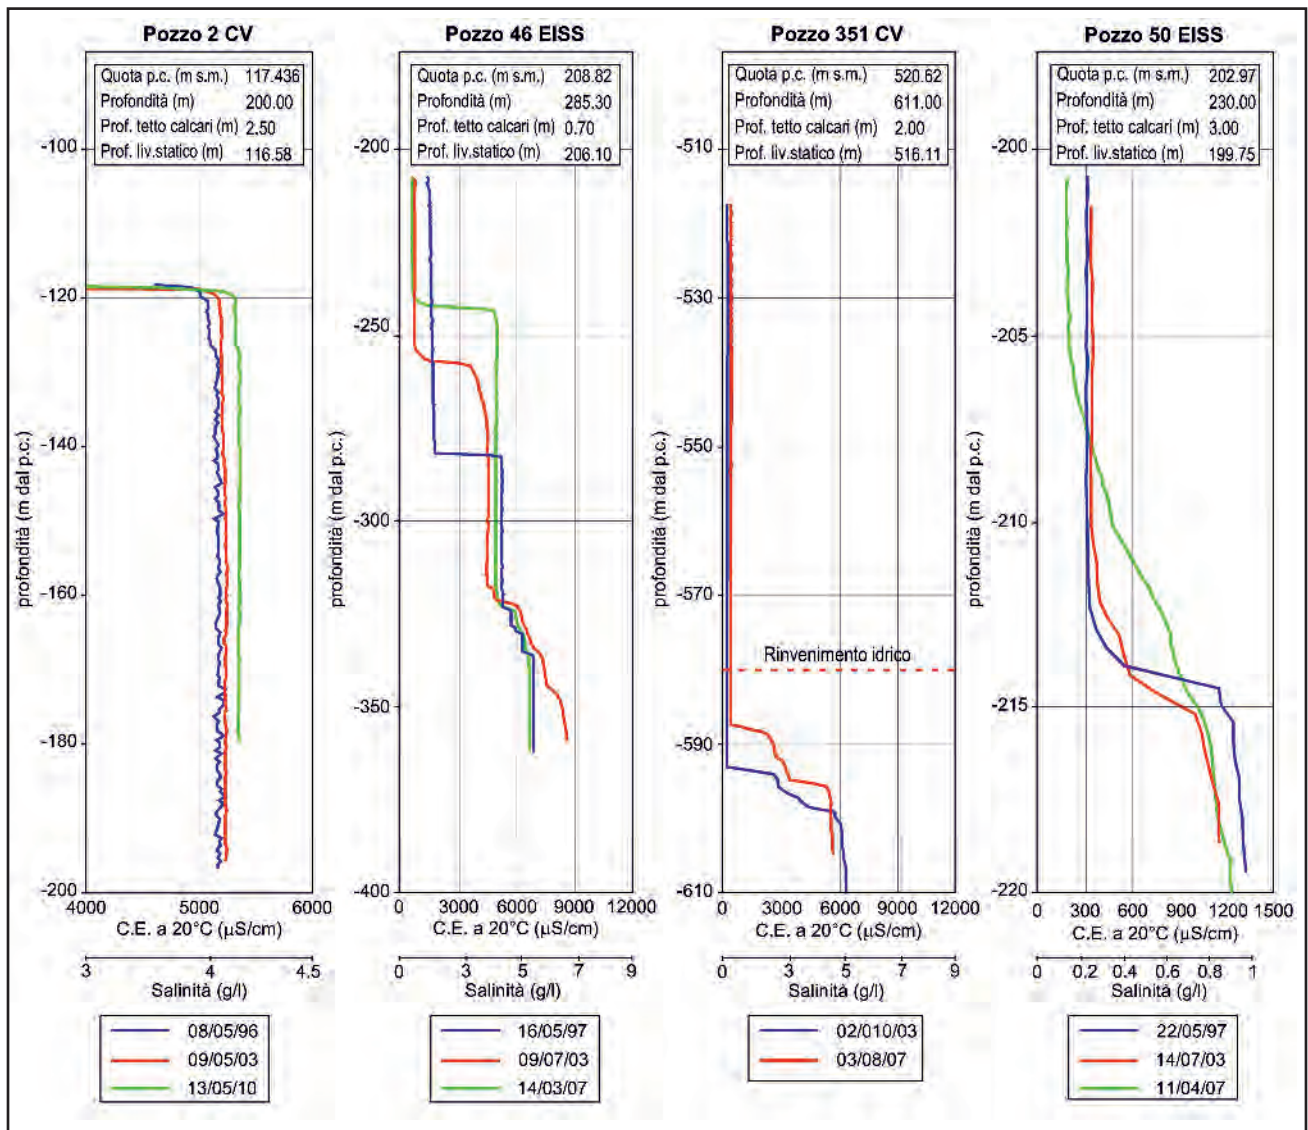 Pozzo 2 CV
Quota p.c. (m s.m.) 117.436
Profondità (m) 200.00
Prof. tetto calcari (m) 2.50
Prof. liv.statico (m) 116.58
profondità (m dal p.c.)
-100
-120
-140
-160
-180
-200
4000 5000 6000
C.E. a 20°C (µS/cm)
3 4 4.5
Salinità (g/l)
08/05/96
09/05/03
13/05/10
Pozzo 46 EISS
Quota p.c. (m s.m.) 208.82
Profondità (m) 285.30
Prof. tetto calcari (m) 0.70
Prof. liv.statico (m) 206.10
profondità (m dal p.c.)
-200
-250
-300
-350
-400
0 3000 6000 9000 12000
C.E. a 20°C (µS/cm)
0 3 5 7 9
Salinità (g/l)
16/05/97
09/07/03
14/03/07
Pozzo 351 CV
Quota p.c. (m s.m.) 520.62
Profondità (m) 611.00
Prof. tetto calcari (m) 2.00
Prof. liv.statico (m) 516.11
profondità (m dal p.c.)
-510
-530
-550
-570
Rinvenimento idrico
-590
-610
0 3000 6000 9000 12000
C.E. a 20°C (µS/cm)
0 3 5 7 9
Salinità (g/l)
02/010/03
03/08/07
Pozzo 50 EISS
Quota p.c. (m s.m.) 202.97
Profondità (m) 230.00
Prof. tetto calcari (m) 3.00
Prof. liv.statico (m) 199.75
profondità (m dal p.c.)
-200
-205
-210
-215
-220
0 300 600 900 1200 1500
C.E. a 20°C (µS/cm)
0 0.2 0.4 0.6 0.8 1
Salinità (g/l)
22/05/97
14/07/03
11/04/07